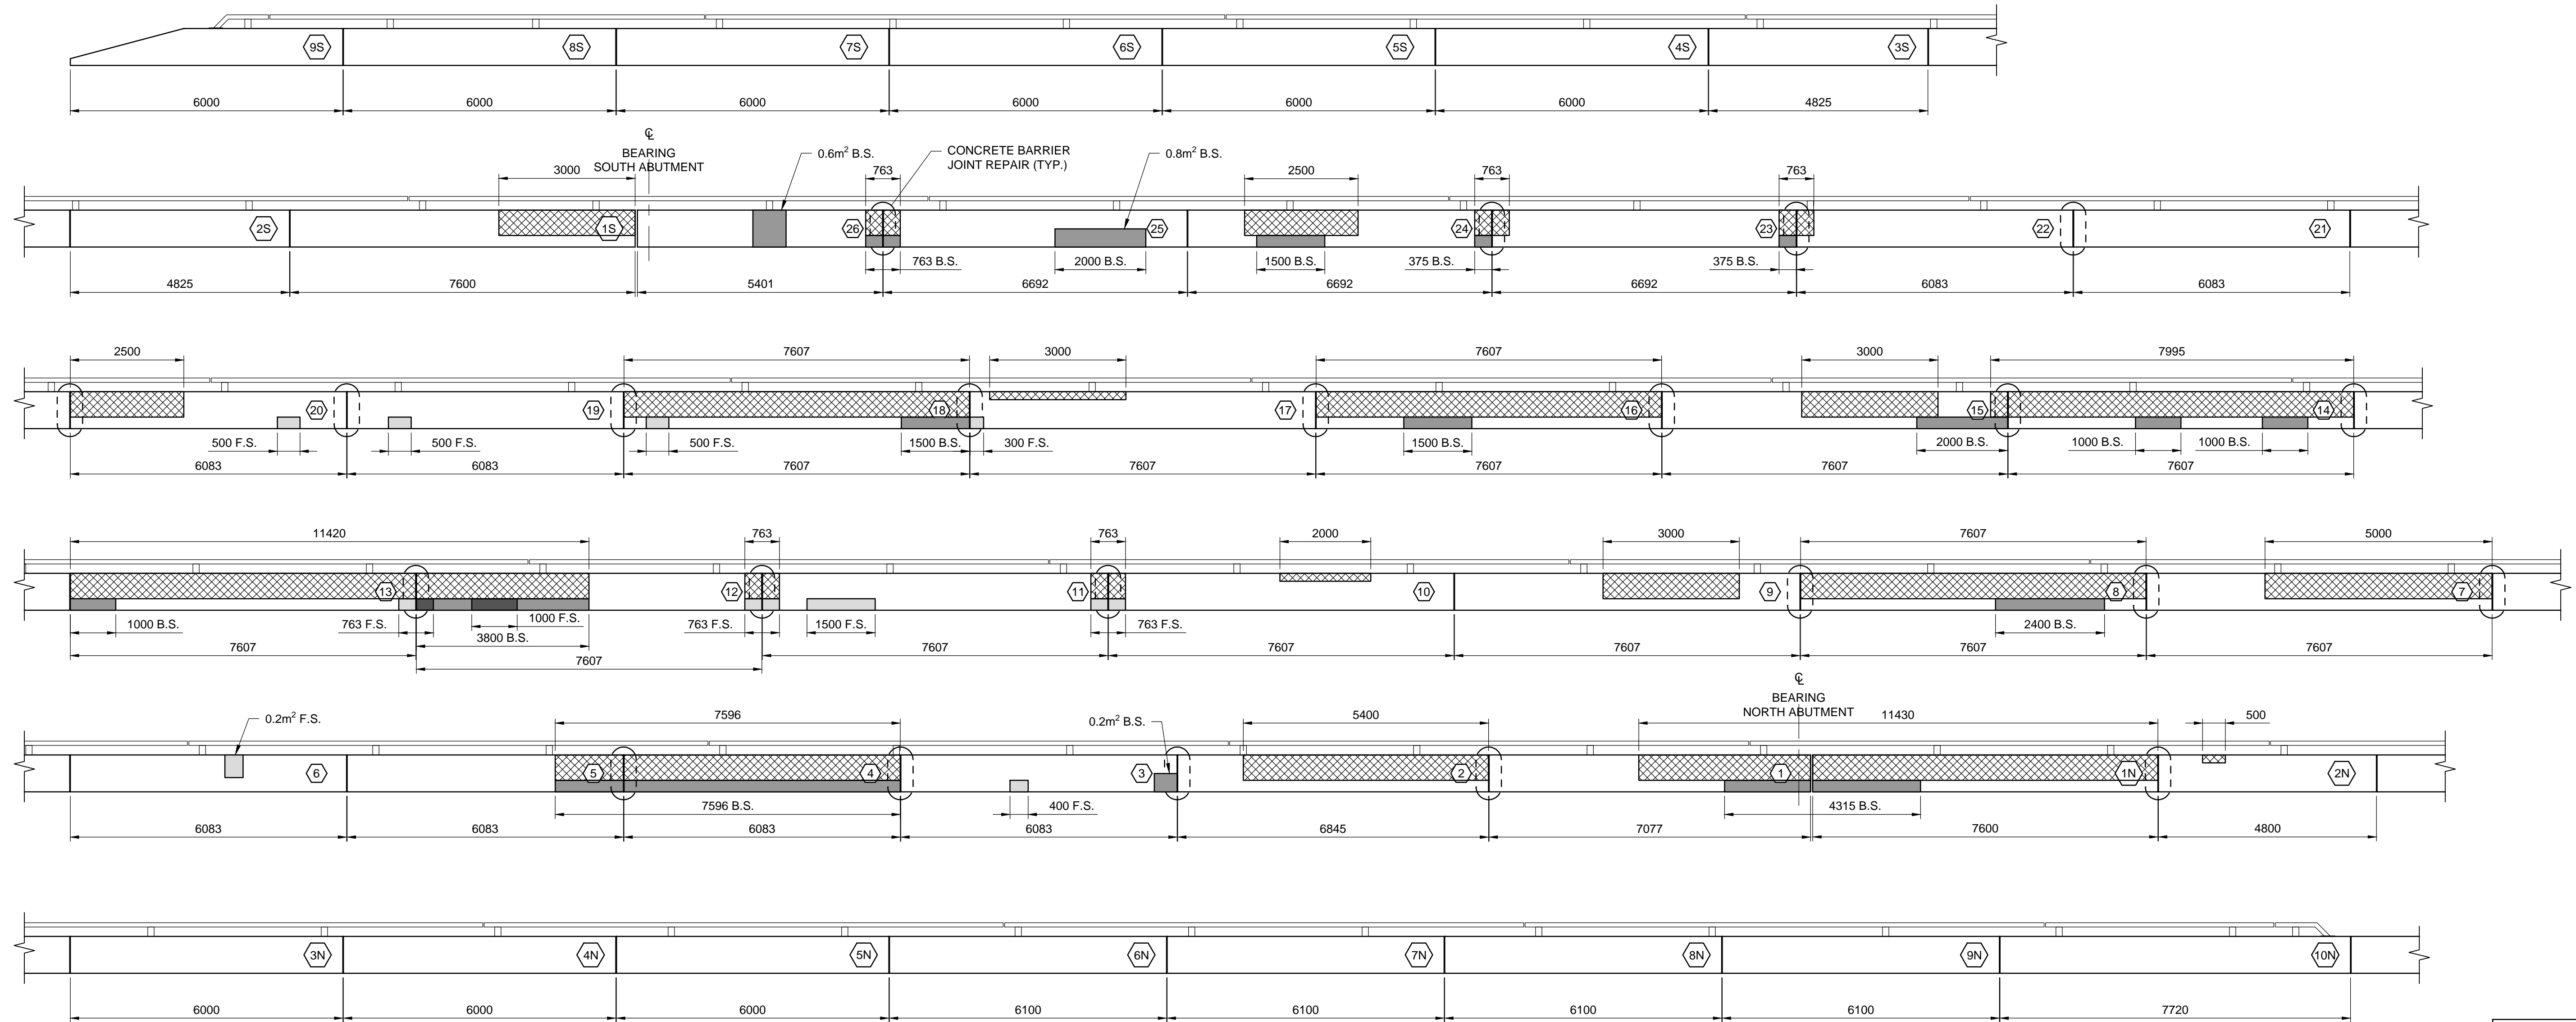 9S 8S 7S 6S 5S 4S 3S
6000 6000 6000 6000 6000 6000 4825
℄
BEARING
SOUTH ABUTMENT
0.6m² B.S.
CONCRETE BARRIER
JOINT REPAIR (TYP.)
0.8m² B.S.
3000 763 2500 763 763
2S 1S 26 25 24 23 22 21
763 B.S. 2000 B.S. 1500 B.S. 375 B.S. 375 B.S.
4825 7600 5401 6692 6692 6692 6083 6083
2500 7607 3000 7607 3000 7995
20 19 18 17 16 15 14
500 F.S. 500 F.S. 500 F.S. 1500 B.S. 300 F.S. 1500 B.S. 2000 B.S. 1000 B.S. 1000 B.S.
6083 6083 7607 7607 7607 7607 7607
11420 763 763 2000 3000 7607 5000
13 12 11 10 9 8 7
1000 B.S. 763 F.S. 1000 F.S. 763 F.S. 1500 F.S. 763 F.S. 2400 B.S.
3800 B.S.
7607 7607 7607 7607 7607 7607
7607
℄
BEARING
NORTH ABUTMENT
0.2m² F.S. 7596 0.2m² B.S. 5400 11430 500
6 5 4 3 2 1 1N 2N
7596 B.S. 400 F.S. 4315 B.S.
6083 6083 6083 6083 6845 7077 7600 4800
3N 4N 5N 6N 7N 8N 9N 10N
6000 6000 6000 6100 6100 6100 6100 7720